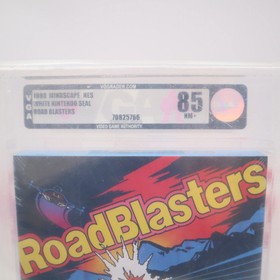 VGA
1990 MINDSCAPE NES
[WHITE NINTENDO SEAL
ROAD BLASTERS
85
NM+
VIDEO GAME AUTHORITY
RoadBlasters